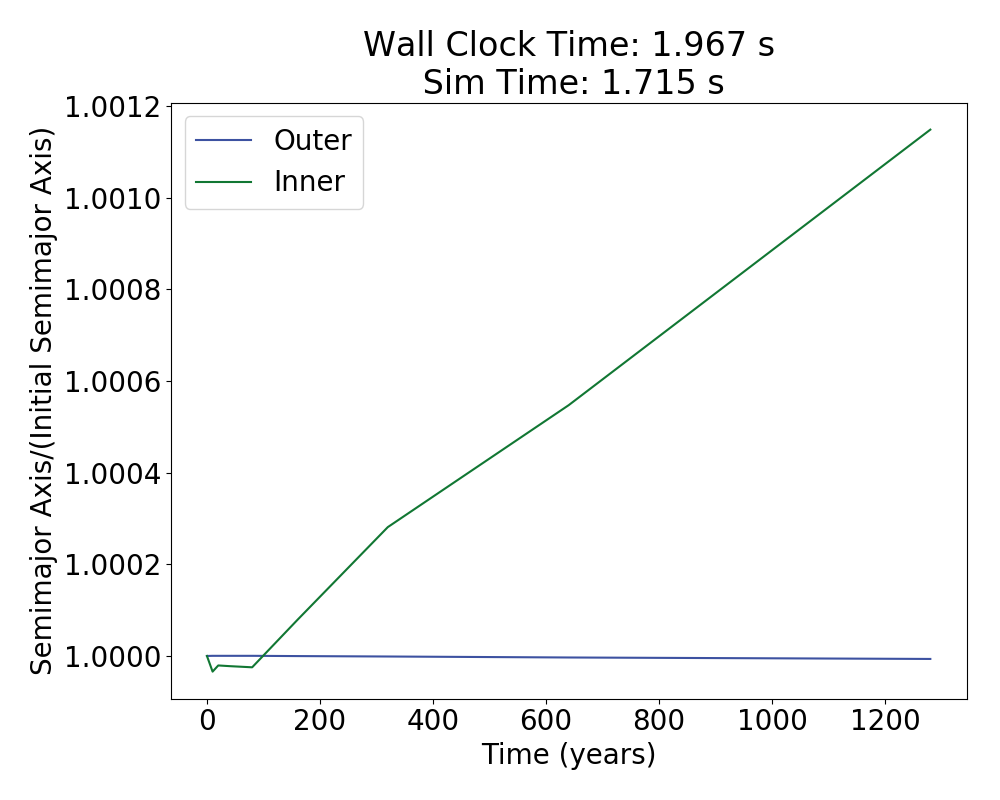 Wall Clock Time: 1.967 s
Sim Time: 1.715 s
Semimajor Axis/(Initial Semimajor Axis)
1.0012
1.0010
1.0008
1.0006
1.0004
1.0002
1.0000
Outer
Inner
0 200 400 600 800 1000 1200
Time (years)